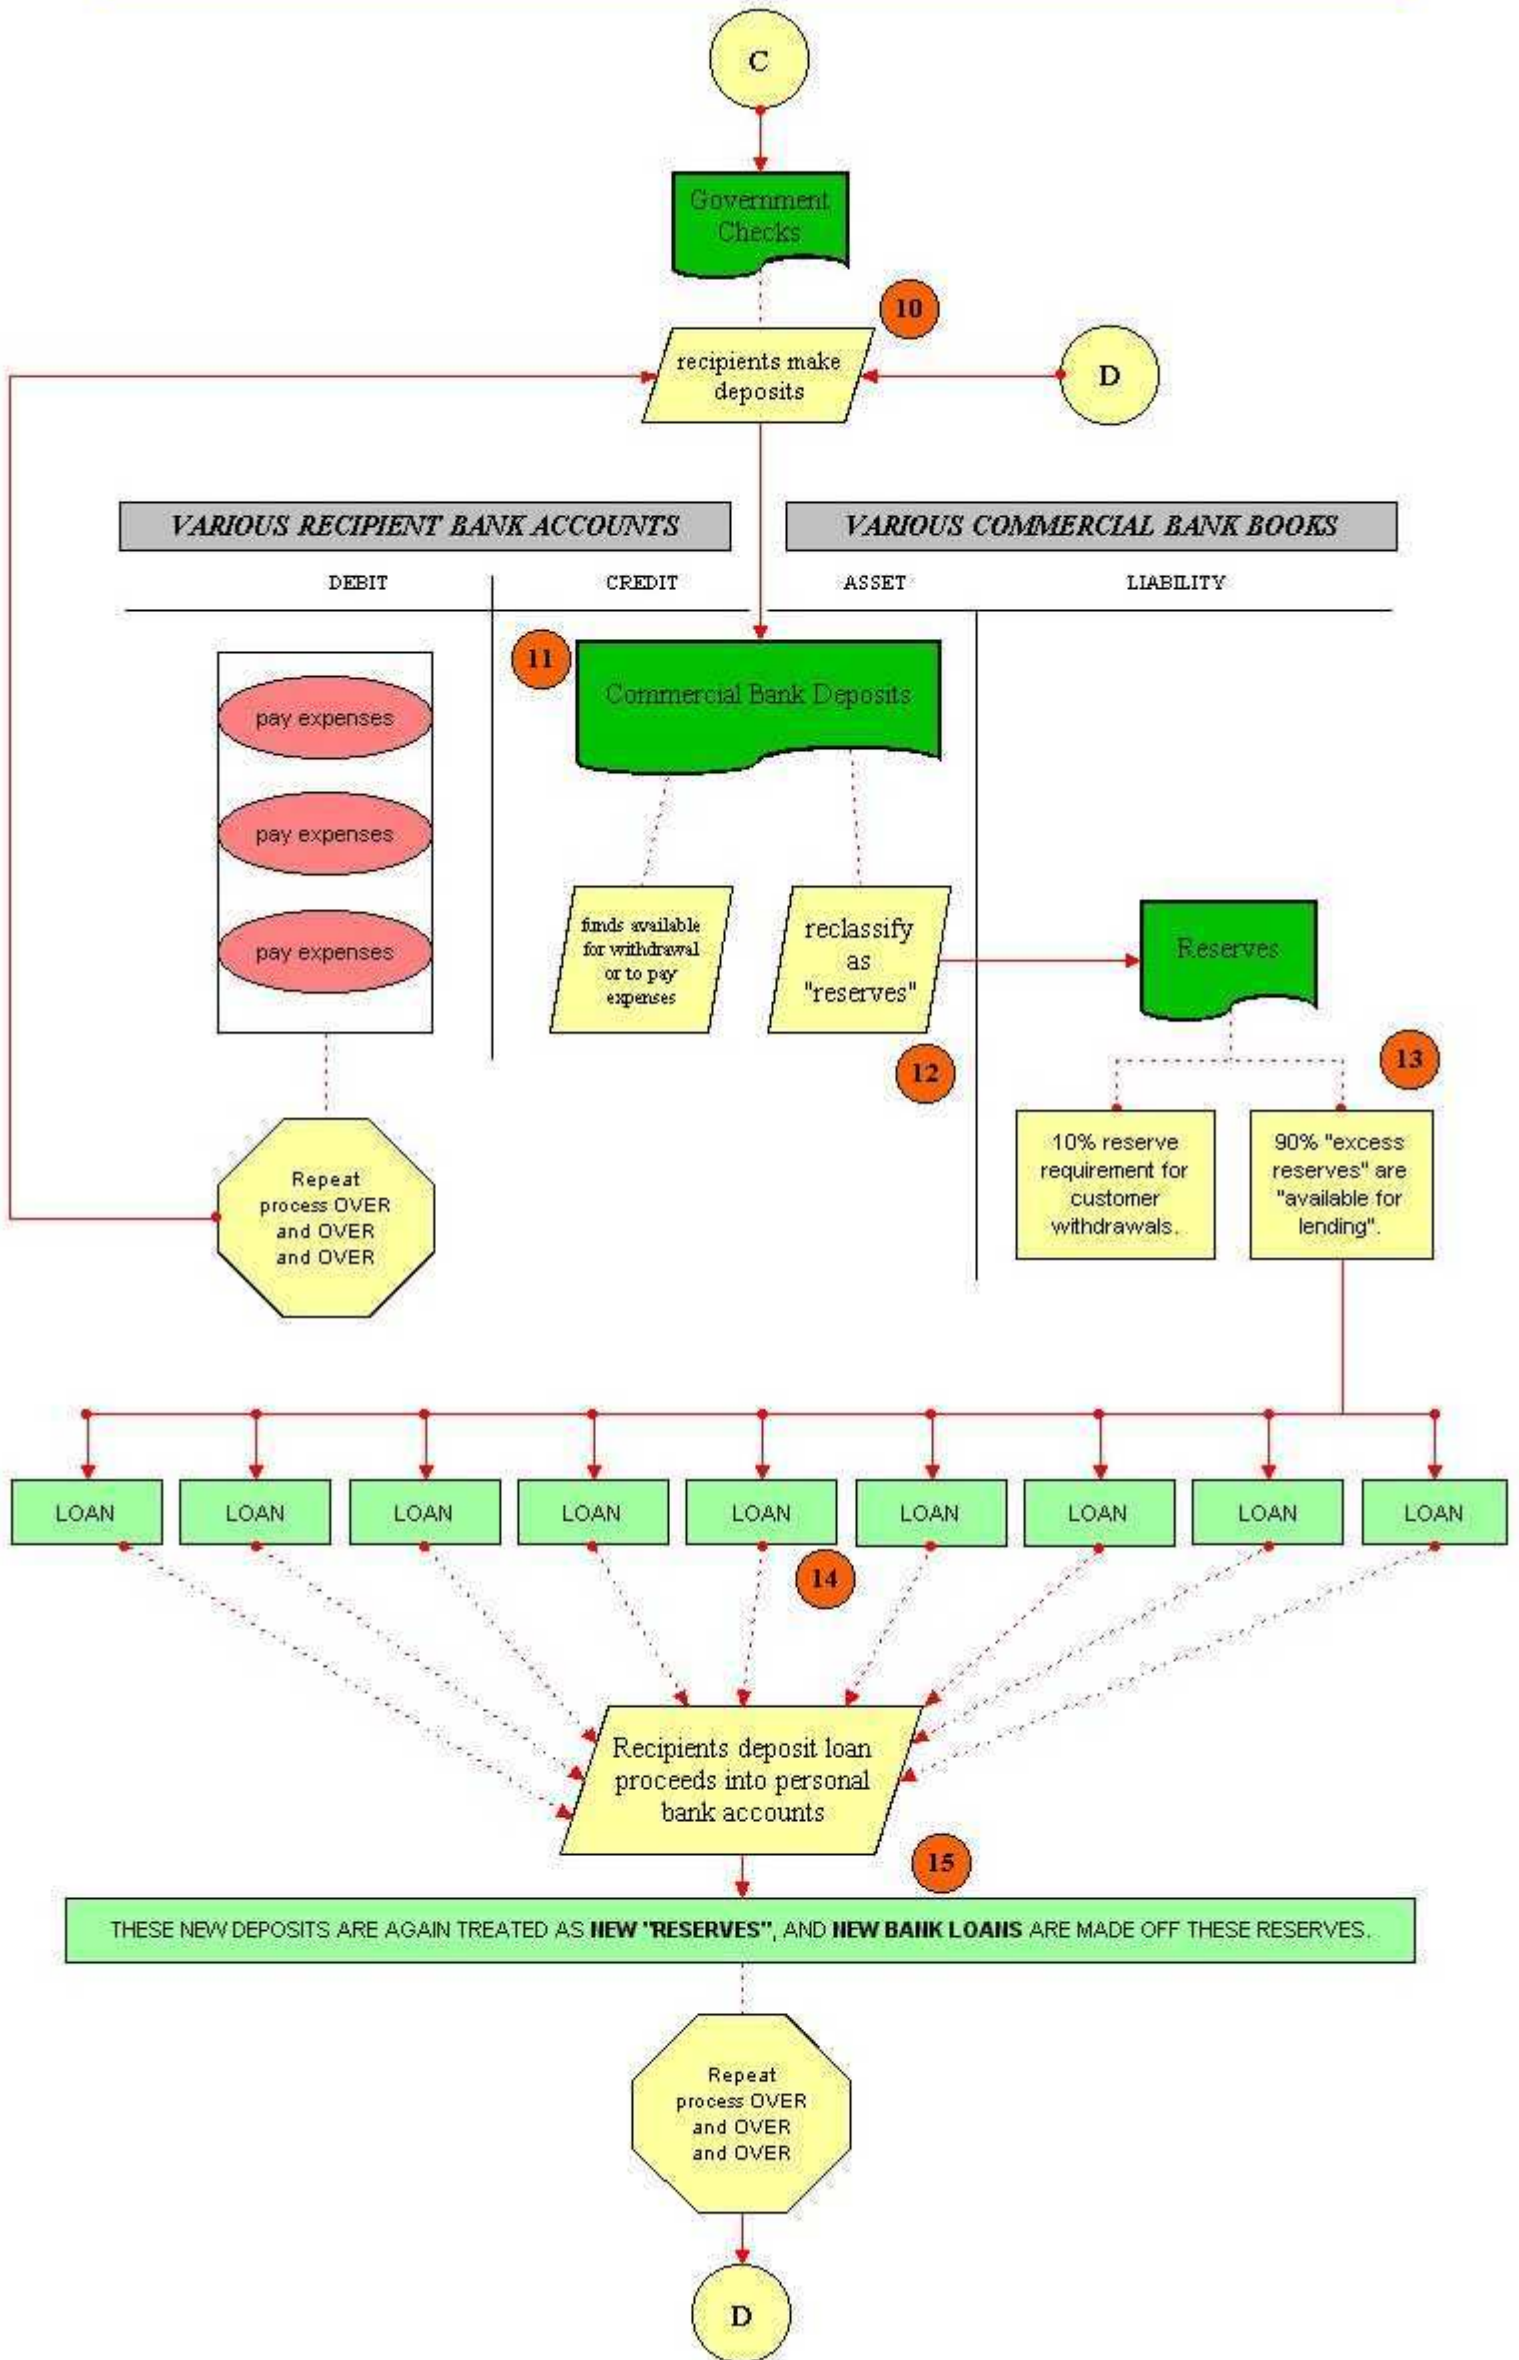 C
Government
Checks
10
recipients make
deposits
D
VARIOUS RECIPIENT BANK ACCOUNTS
VARIOUS COMMERCIAL BANK BOOKS
DEBIT
CREDIT
ASSET
LIABILITY
11
Commercial Bank Deposits
pay expenses
pay expenses
pay expenses
funds available
for withdrawal
or to pay
expenses
reclassify
as
"reserves"
Reserves
12
13
10% reserve
requirement for
customer
withdrawals.
90% "excess
reserves" are
"available for
lending".
Repeat
process OVER
and OVER
and OVER
LOAN
LOAN
LOAN
LOAN
LOAN
LOAN
LOAN
LOAN
LOAN
14
Recipients deposit loan
proceeds into personal
bank accounts
15
THESE NEW DEPOSITS ARE AGAIN TREATED AS NEW "RESERVES", AND NEW BANK LOANS ARE MADE OFF THESE RESERVES.
Repeat
process OVER
and OVER
and OVER
D